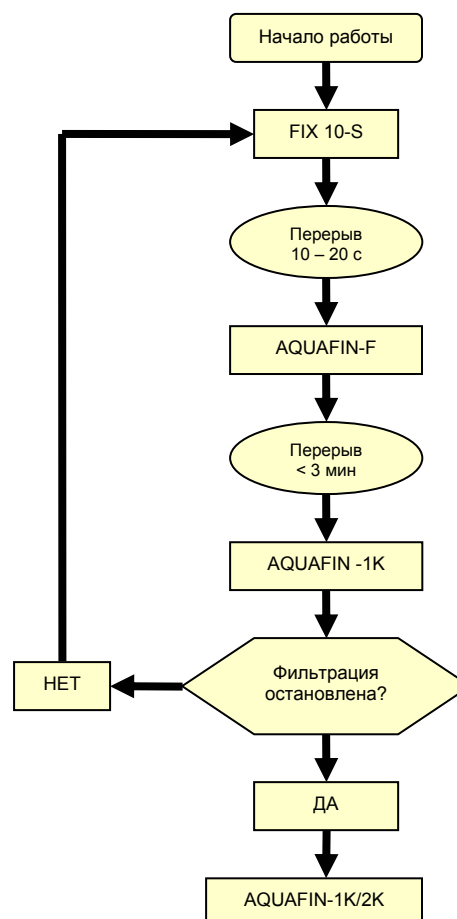 Начало работы
FIX 10-S
Перерыв
10 – 20 с
AQUAFIN-F
Перерыв
< 3 мин
AQUAFIN -1K
Фильтрация
остановлена?
НЕТ
ДА
AQUAFIN-1K/2K